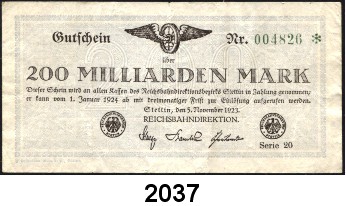 Gutschein Nr. 004826 *
über
200 MILLIARDEN MARK
Dieser Schein wird an allen Kassen des Reichsbahndirektionsbezirks Stettin in Zahlung genommen;
er kann vom 1. Januar 1924 ab mit dreimonatiger Frist zur Einlösung aufgerufen werden.
Stettin, den 5. November 1923.
REICHSBAHNDIREKTION.
Serie 20
2037